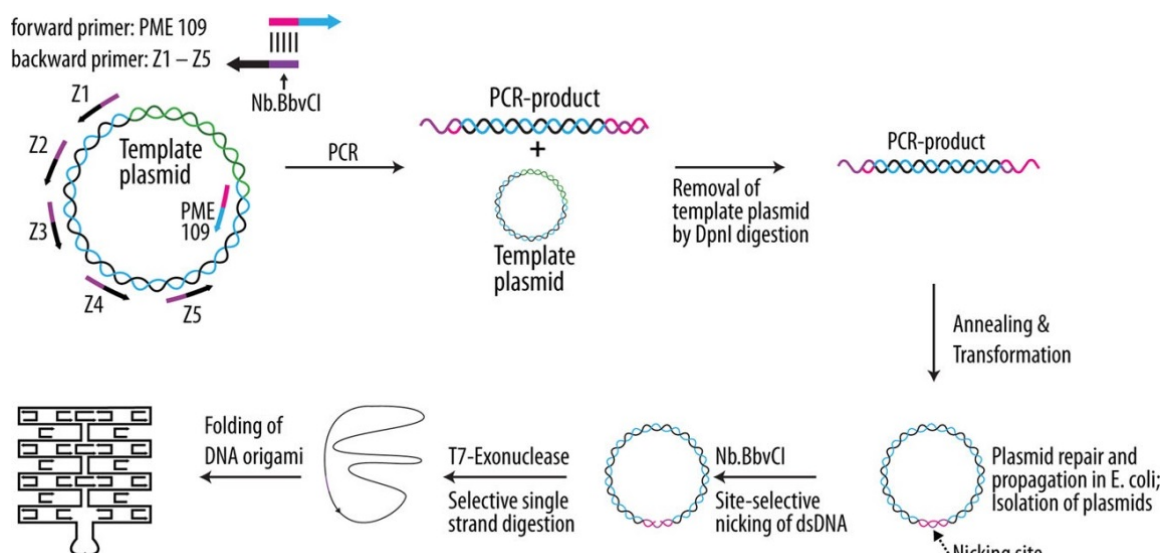 forward primer: PME 109
backward primer: Z1 – Z5
Nb.BbvCI
Z1
Z2
Z3
Z4
Z5
Template
plasmid
PME
109
PCR
PCR-product
+
Template
plasmid
Removal of
template plasmid
by DpnI digestion
PCR-product
Annealing &
Transformation
Plasmid repair and
propagation in E. coli;
Isolation of plasmids
Nicking site
Nb.BbvCI
Site-selective
nicking of dsDNA
T7-Exonuclease
Selective single
strand digestion
Folding of
DNA origami